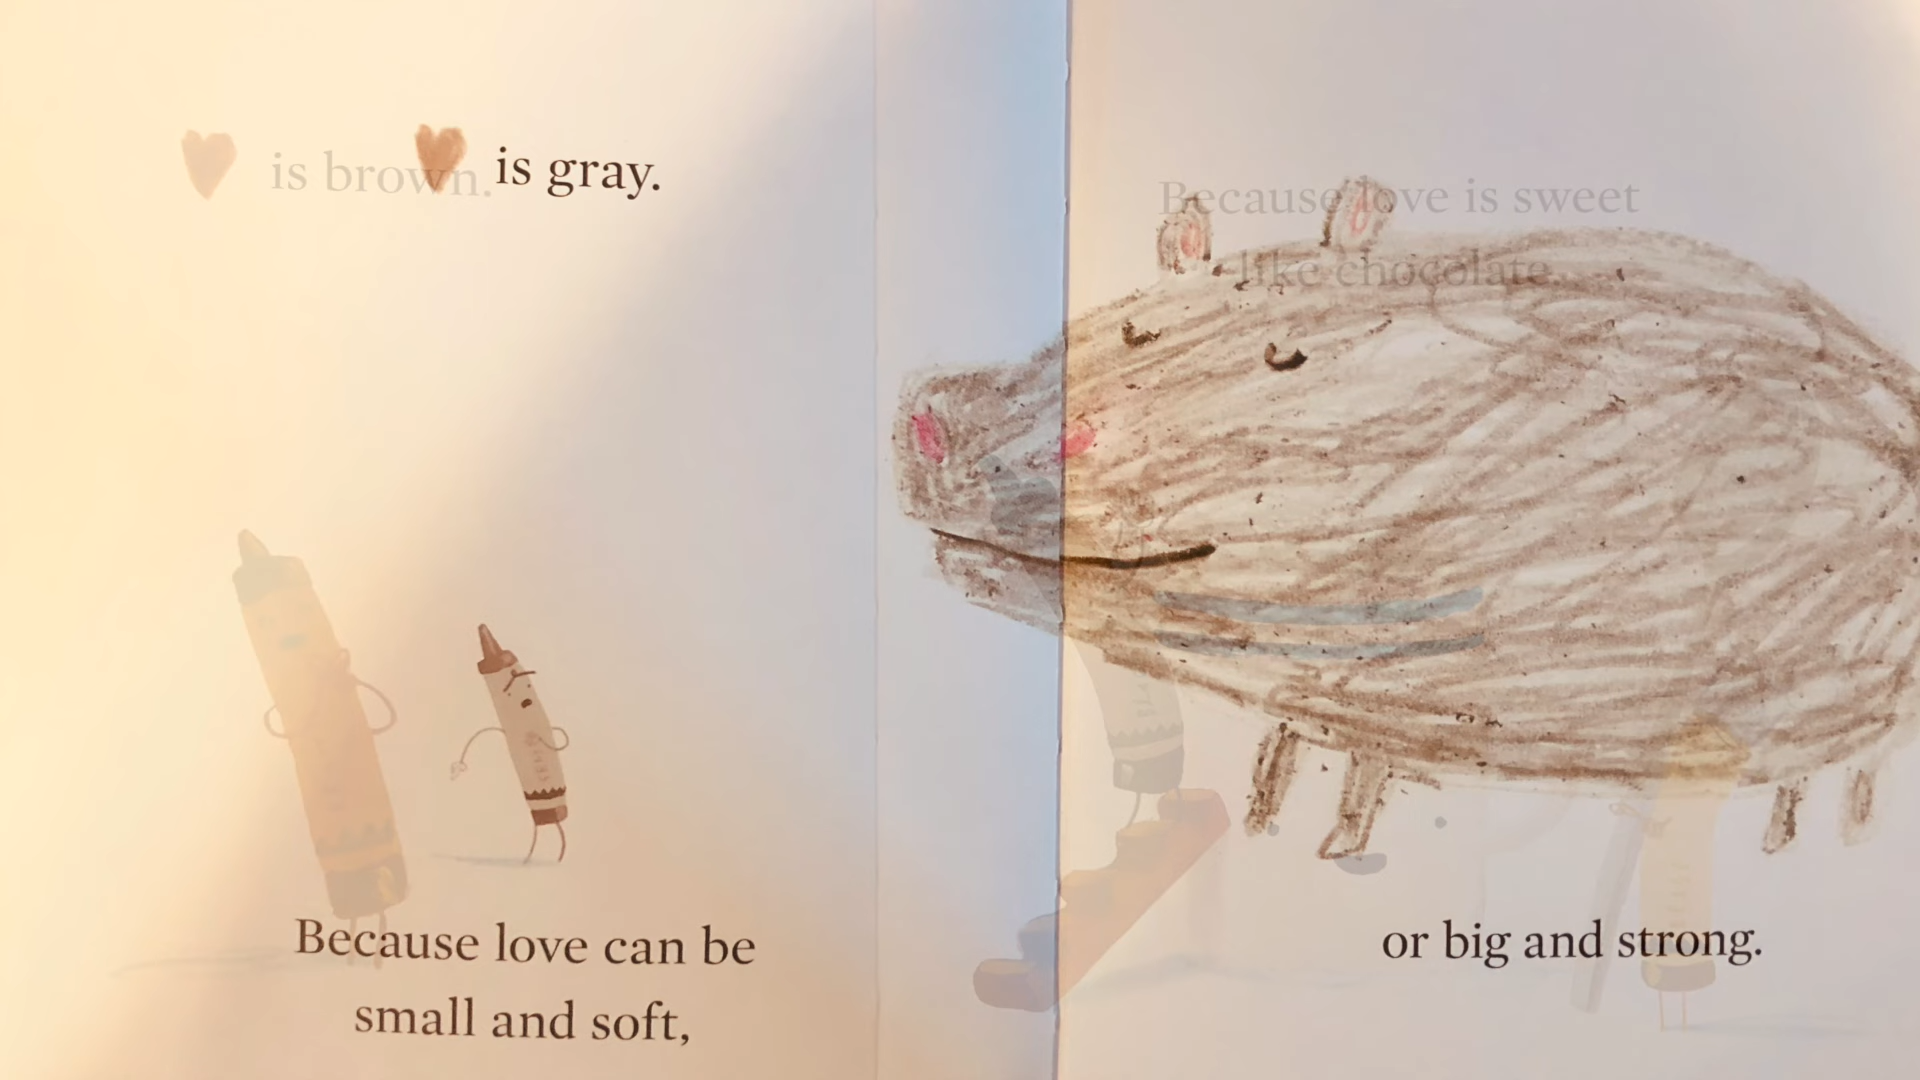 is brown.
is gray.
Because love is sweet
like chocolate.
Because love can be
small and soft,
or big and strong.